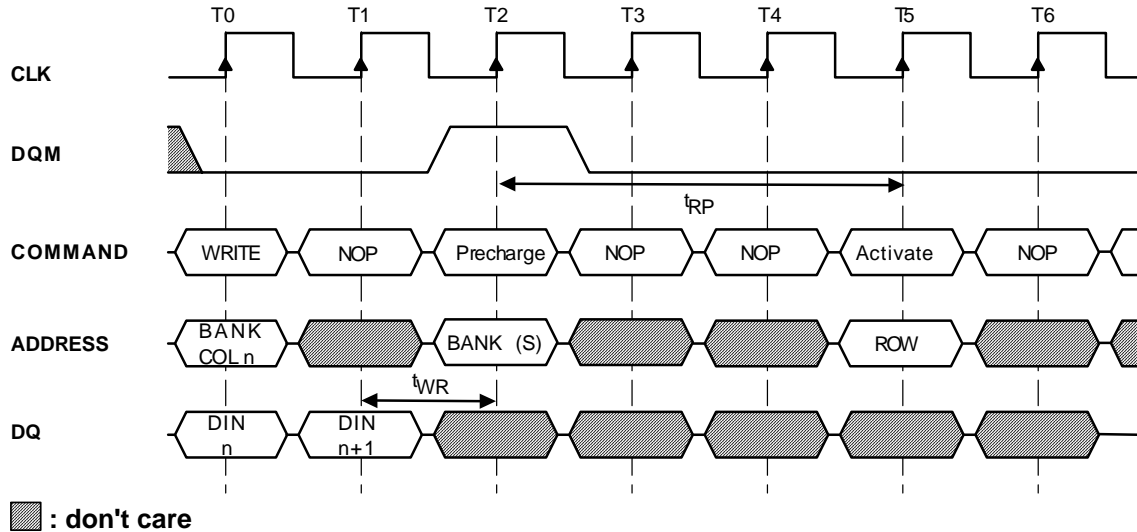 T0 T1 T2 T3 T4 T5 T6
CLK
DQM
tRP
COMMAND WRITE NOP Precharge NOP NOP Activate NOP
ADDRESS BANK COL n BANK (S) ROW
tWR
DQ DIN n DIN n+1
: don't care